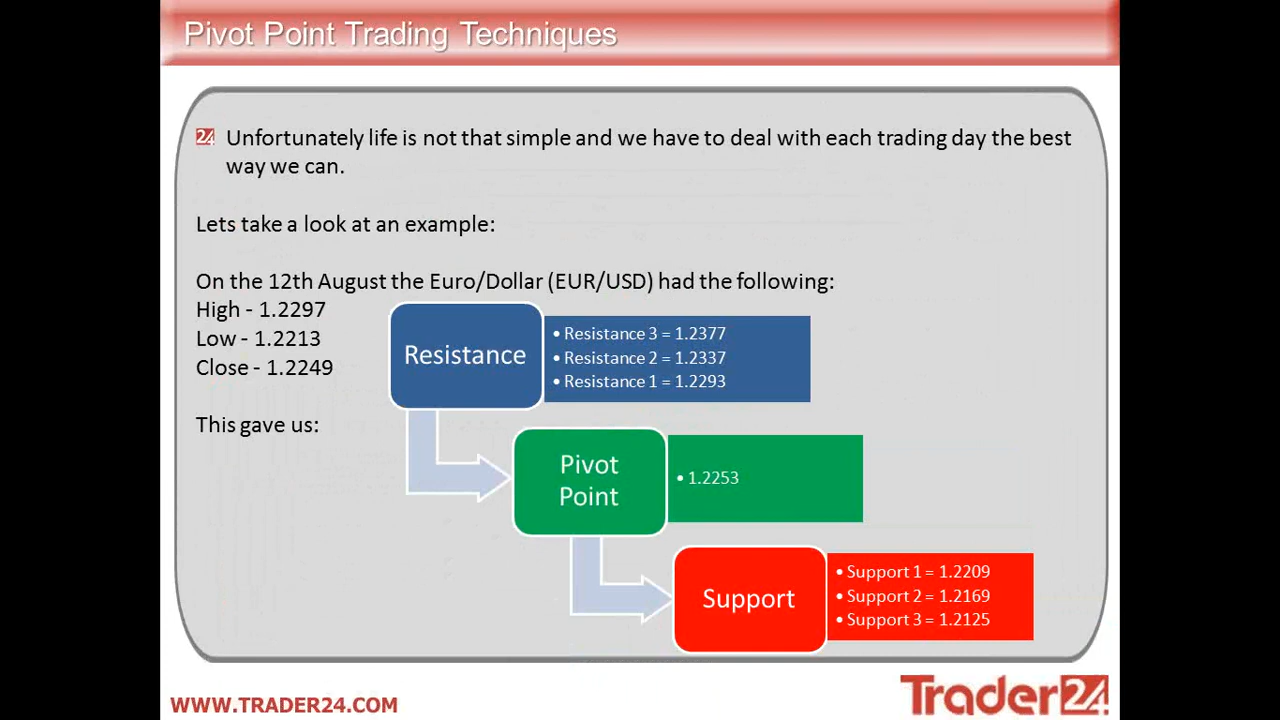 Pivot Point Trading Techniques
24 Unfortunately life is not that simple and we have to deal with each trading day the best
way we can.
Lets take a look at an example:
On the 12th August the Euro/Dollar (EUR/USD) had the following:
High - 1.2297
Low - 1.2213
Close - 1.2249
This gave us:
Resistance
• Resistance 3 = 1.2377
• Resistance 2 = 1.2337
• Resistance 1 = 1.2293
Pivot
Point
• 1.2253
Support
• Support 1 = 1.2209
• Support 2 = 1.2169
• Support 3 = 1.2125
WWW.TRADER24.COM
Trader24